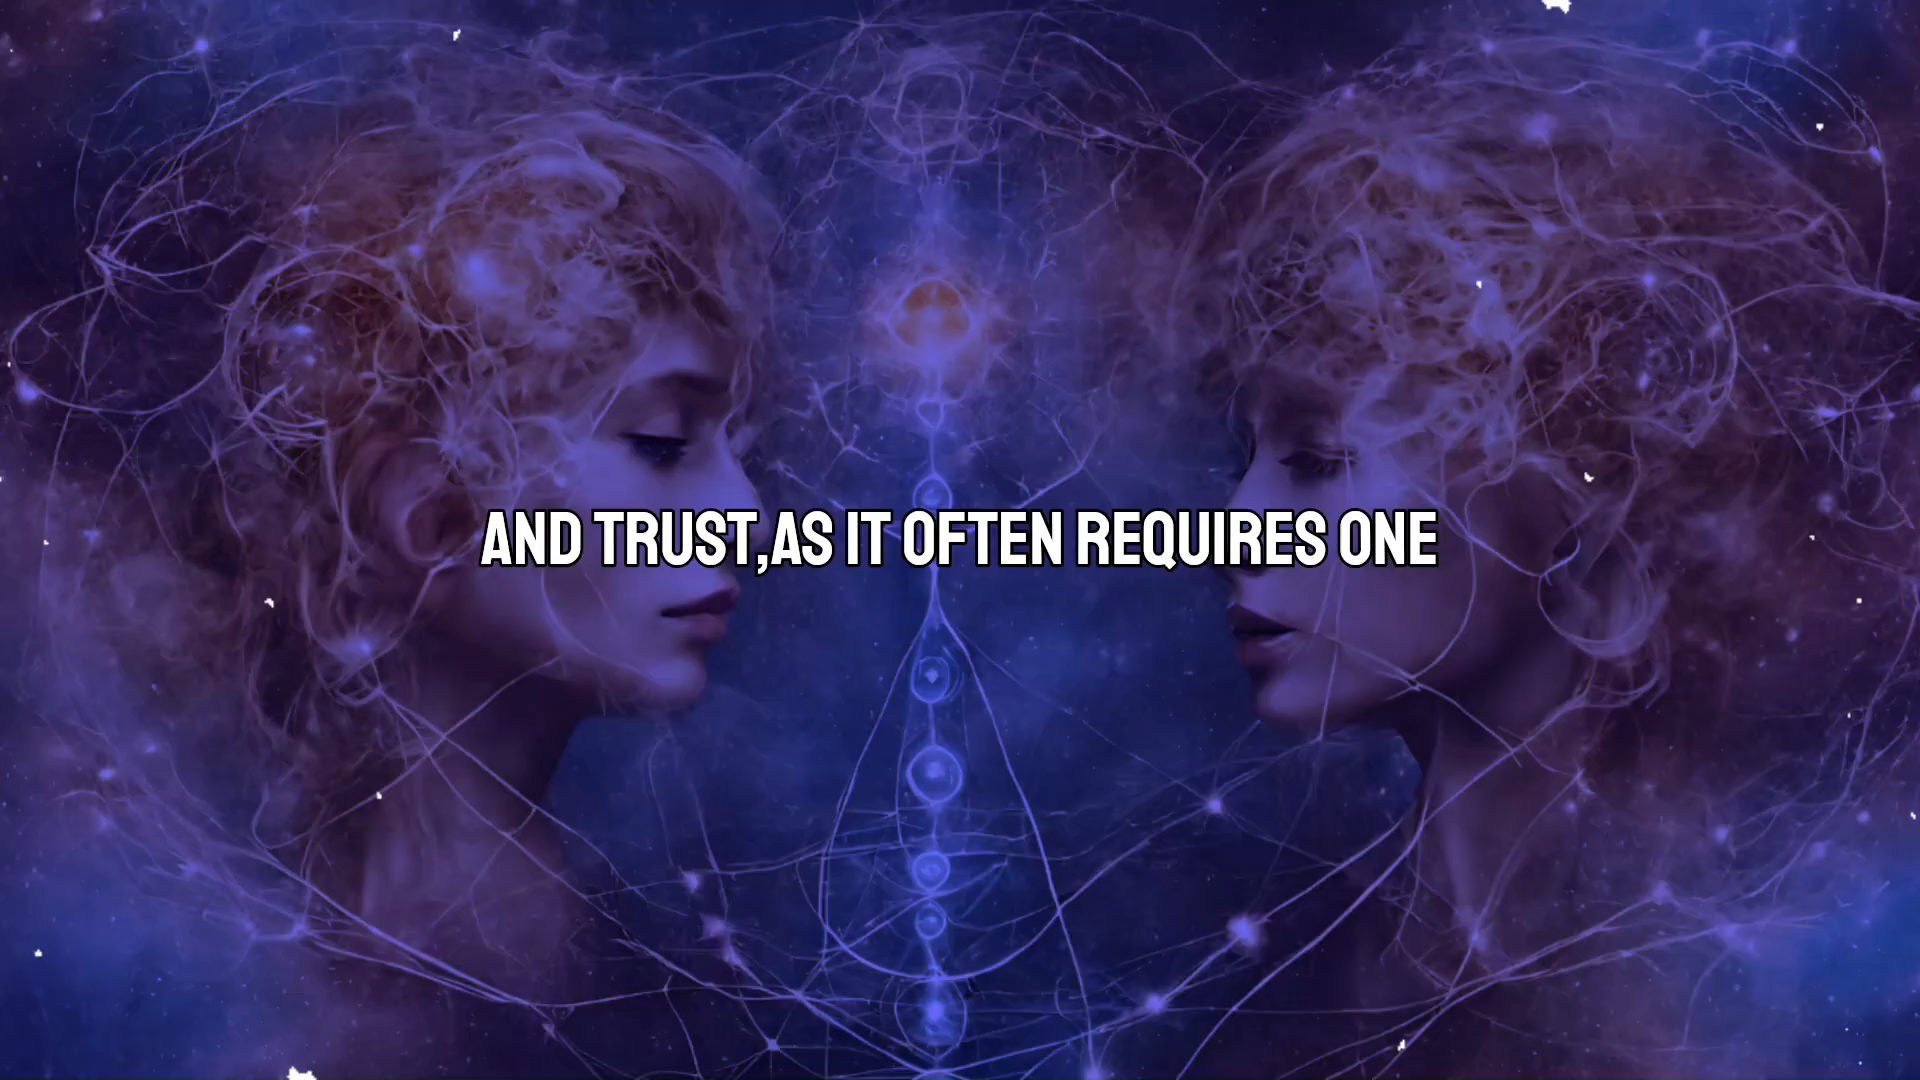 AND TRUST,AS IT OFTEN REQUIRES ONE